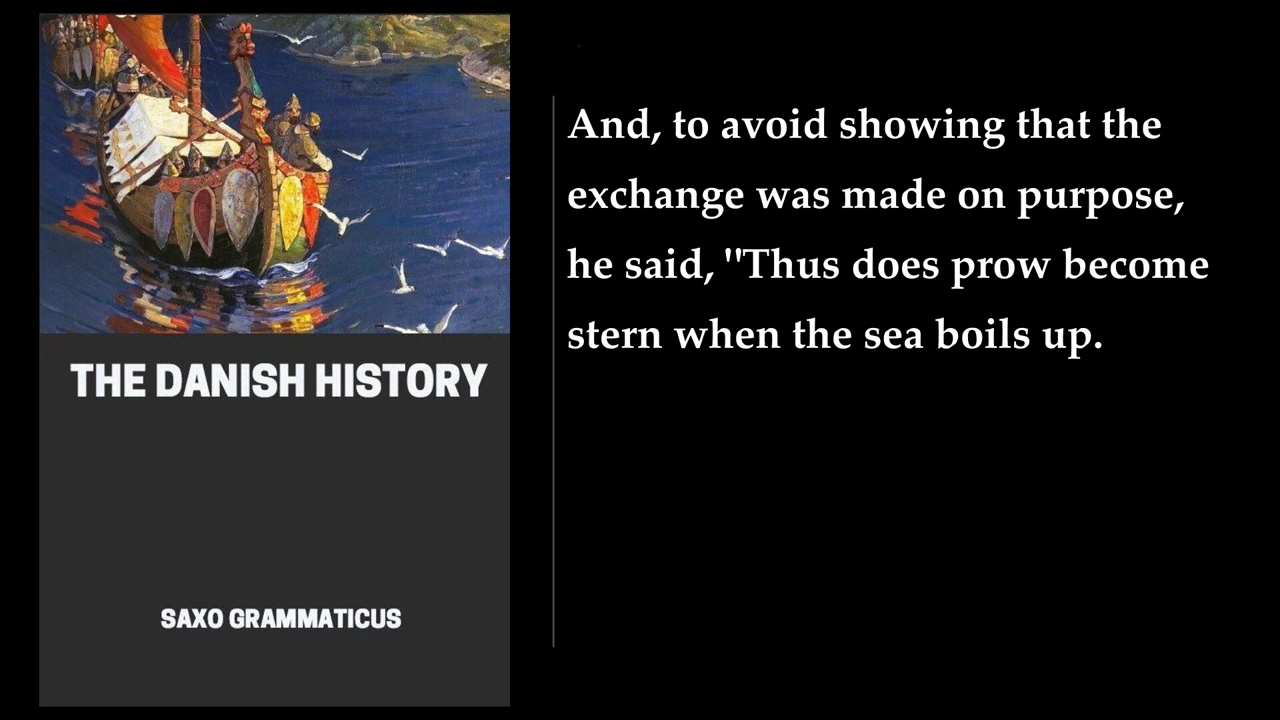 THE DANISH HISTORY
SAXO GRAMMATICUS
And, to avoid showing that the
exchange was made on purpose,
he said, "Thus does prow become
stern when the sea boils up.